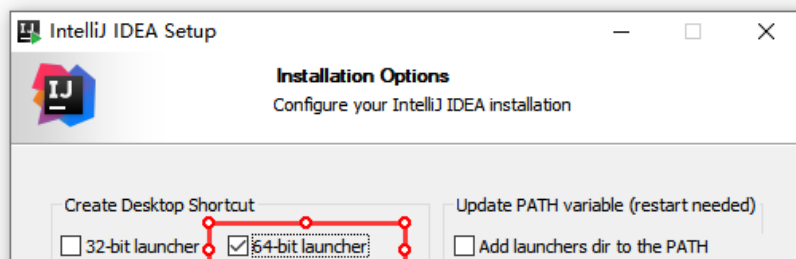 IntelliJ IDEA Setup
IJ
Installation Options
Configure your IntelliJ IDEA installation
Create Desktop Shortcut
Update PATH variable (restart needed)
32-bit launcher 64-bit launcher
Add launchers dir to the PATH